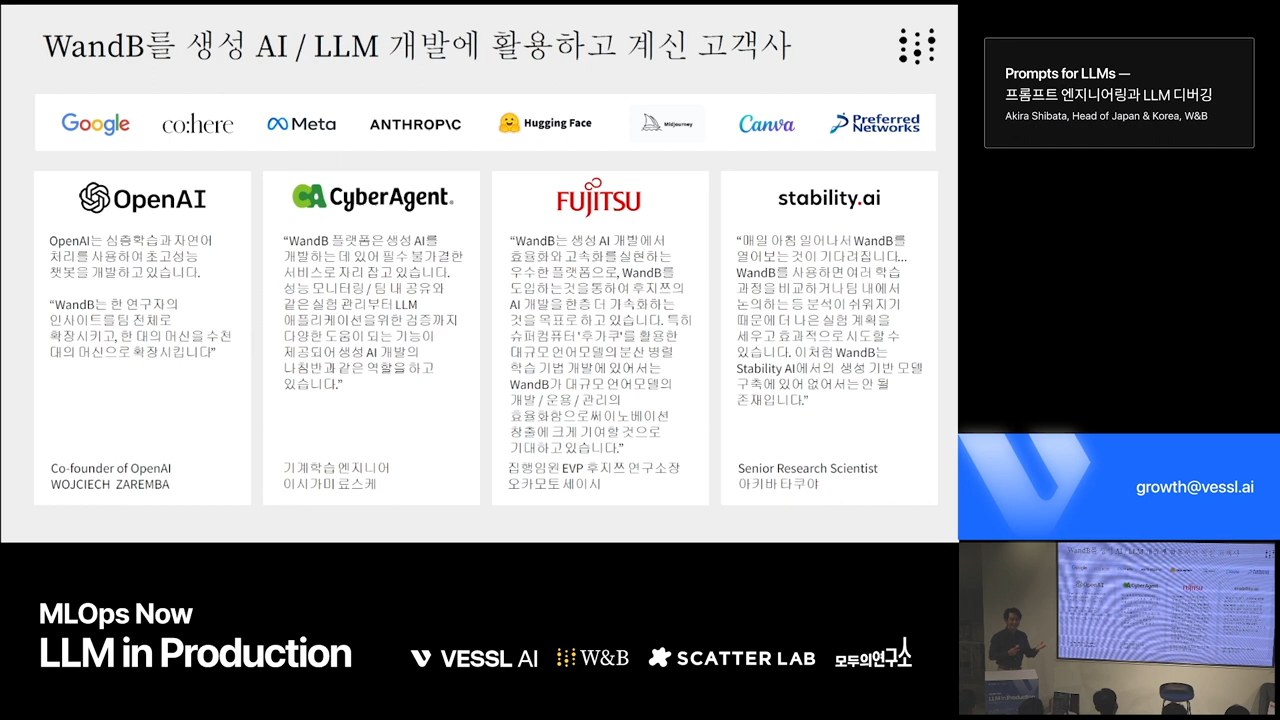 WandB를 생성 AI / LLM 개발에 활용하고 계신 고객사
Google
co:here
Meta
ANTHROP\C
Hugging Face
Midjourney
Canva
Preferred
Networks
OpenAI
OpenAI는 심층학습과 자연어
처리를 사용하여 초고성능
챗봇을 개발하고 있습니다.
“WandB는 한 연구자의
인사이트를 팀 전체로
확장시키고, 한 대의 머신을 수천
대의 머신으로 확장시킵니다”
Co-founder of OpenAI
WOJCIECH ZAREMBA
CA CyberAgent.
“WandB 플랫폼은 생성 AI를
개발하는 데 있어 필수 불가결한
서비스로 자리 잡고 있습니다.
성능 모니터링 / 팀 내 공유와
같은 실험 관리부터 LLM
애플리케이션을 위한 검증까지
다양한 도움이 되는 기능이
제공되어 생성 AI 개발의
나침반과 같은 역할을 하고
있습니다.”
기계학습 엔지니어
이시가미 료스케
FUJITSU
“WandB는 생성 AI 개발에서
효율화와 고속화를 실현하는
우수한 플랫폼으로, WandB를
도입하는 것을 통하여 후지쯔의
AI 개발을 한층 더 가속화하는
것을 목표로 하고 있습니다. 특히
슈퍼컴퓨터 '후가쿠'를 활용한
대규모 언어모델의 분산 병렬
학습 기법 개발에 있어서는
WandB가 대규모 언어모델의
개발 / 운용 / 관리의
효율화함으로써 이노베이션
창출에 크게 기여할 것으로
기대하고 있습니다.”
집행임원 EVP 후지쯔 연구소장
오카모토 세이시
stability.ai
“매일 아침 일어나서 WandB를
열어보는 것이 기다려집니다...
WandB를 사용하면 여러 학습
과정을 비교하거나 팀 내에서
논의하는 등 분석이 쉬워지기
때문에 더 나은 실험 계획을
세우고 효과적으로 시도할 수
있습니다. 이처럼 WandB는
Stability AI에서의 생성 기반 모델
구축에 있어 없어서는 안 될
존재입니다.”
Senior Research Scientist
아키바 타쿠야
Prompts for LLMs —
프롬프트 엔지니어링과 LLM 디버깅
Akira Shibata, Head of Japan & Korea, W&B
growth@vessl.ai
MLOps Now
LLM in Production
VESSL AI
W&B
SCATTER LAB
모두의연구소